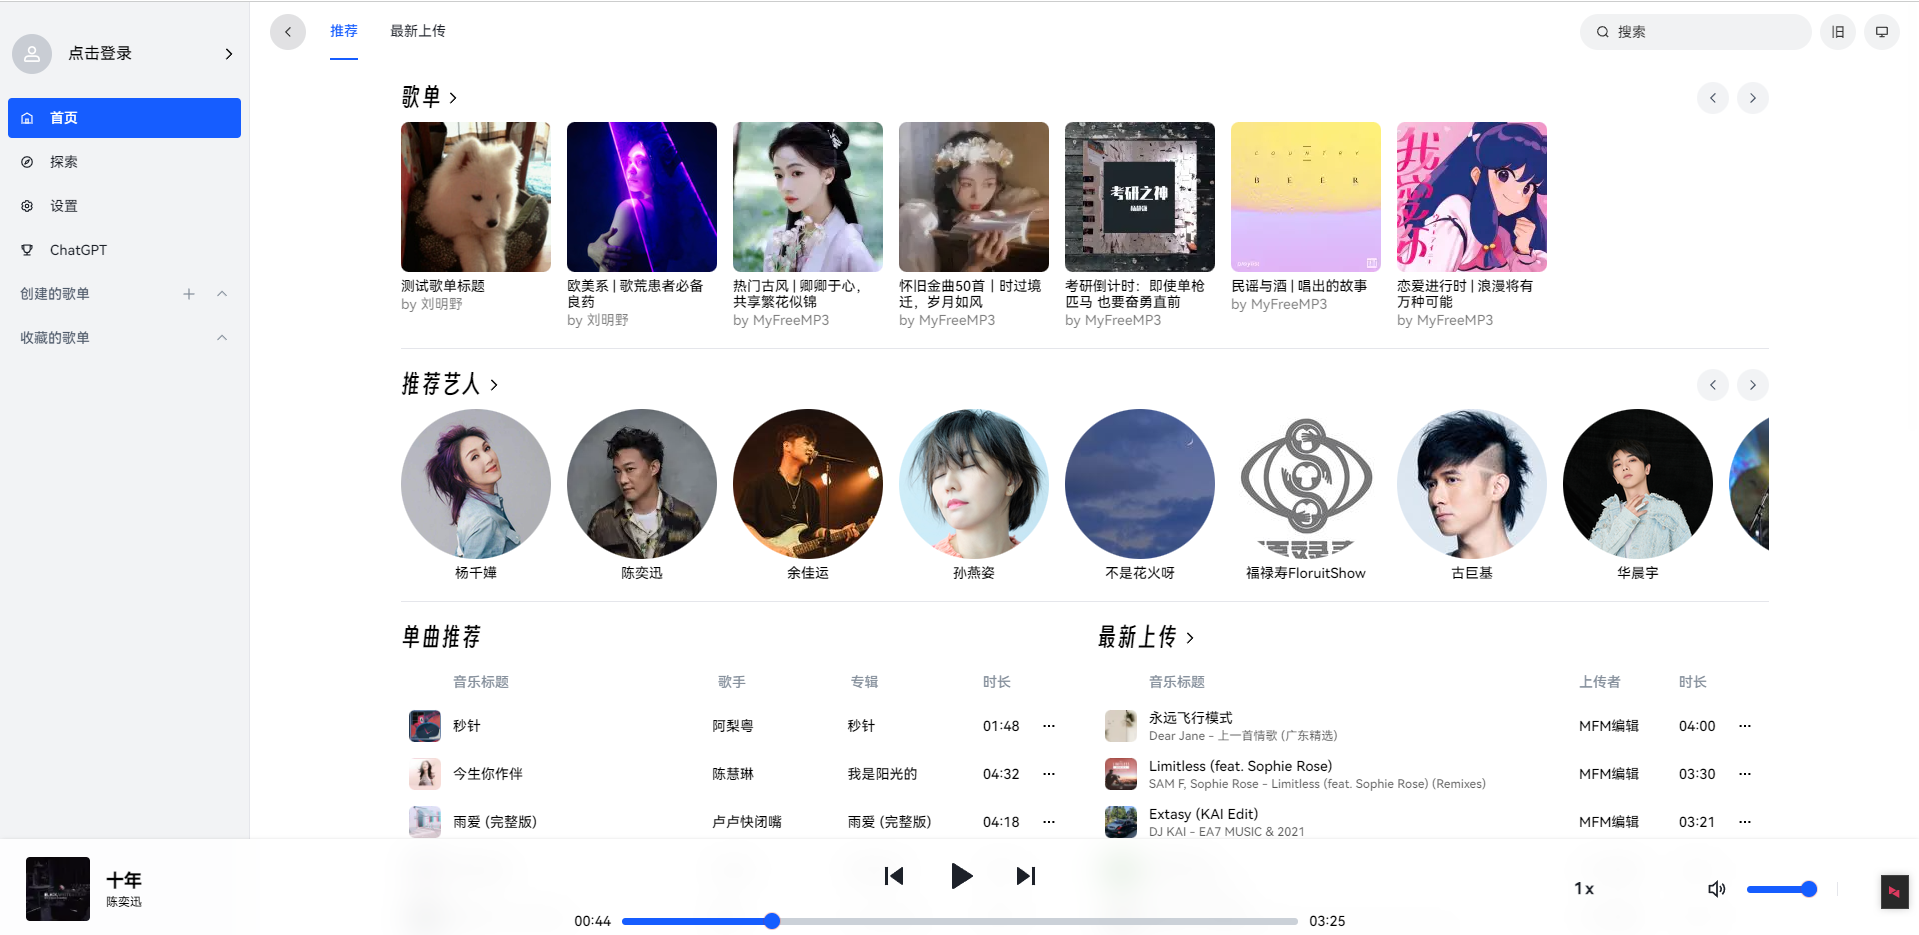 点击登录
首页
探索
设置
ChatGPT
创建的歌单
收藏的歌单
推荐
最新上传
搜索
旧
歌单
考研之神
COUNTRY
BEER
我恋
测试歌单标题
by 刘明野
欧美系 | 歌荒患者必备
良药
by 刘明野
热门古风 | 卿卿于心，
共享繁花似锦
by MyFreeMP3
怀旧金曲50首丨时过境
迁，岁月如风
by MyFreeMP3
考研倒计时：即使单枪
匹马 也要奋勇直前
by MyFreeMP3
民谣与酒 | 唱出的故事
by MyFreeMP3
恋爱进行时 | 浪漫将有
万种可能
by MyFreeMP3
推荐艺人
杨千嬅
陈奕迅
余佳运
孙燕姿
不是花火呀
福禄寿FloruitShow
古巨基
华晨宇
单曲推荐
音乐标题 歌手 专辑 时长
秒针 阿梨粤 秒针 01:48
今生你作伴 陈慧琳 我是阳光的 04:32
雨爱 (完整版) 卢卢快闭嘴 雨爱 (完整版) 04:18
最新上传
音乐标题 上传者 时长
永远飞行模式 MFM编辑 04:00
Dear Jane - 上一首情歌 (广东精选)
Limitless (feat. Sophie Rose) MFM编辑 03:30
SAM F, Sophie Rose - Limitless (feat. Sophie Rose) (Remixes)
Extasy (KAI Edit) MFM编辑 03:21
DJ KAI - EA7 MUSIC & 2021
十年
陈奕迅
00:44
03:25
1x